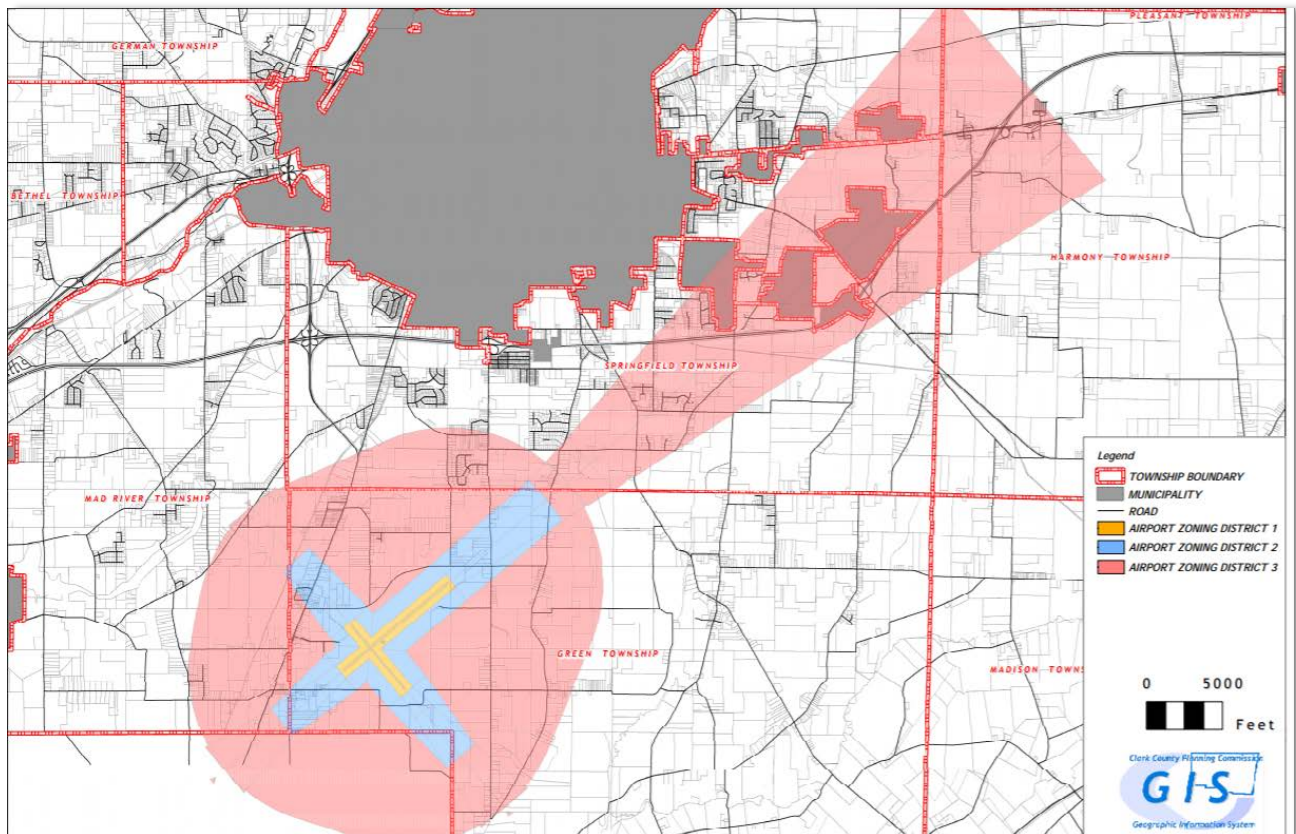 PLEASANT TOWNSHIP
GERMAN TOWNSHIP
BETHEL TOWNSHIP
HARMONY TOWNSHIP
SPRINGFIELD TOWNSHIP
MAD RIVER TOWNSHIP
GREEN TOWNSHIP
MADISON TOWNS
Legend
TOWNSHIP BOUNDARY
MUNICIPALITY
ROAD
AIRPORT ZONING DISTRICT 1
AIRPORT ZONING DISTRICT 2
AIRPORT ZONING DISTRICT 3
0 5000
Feet
Clark County Planning Commission
GIS
Geographic Information System